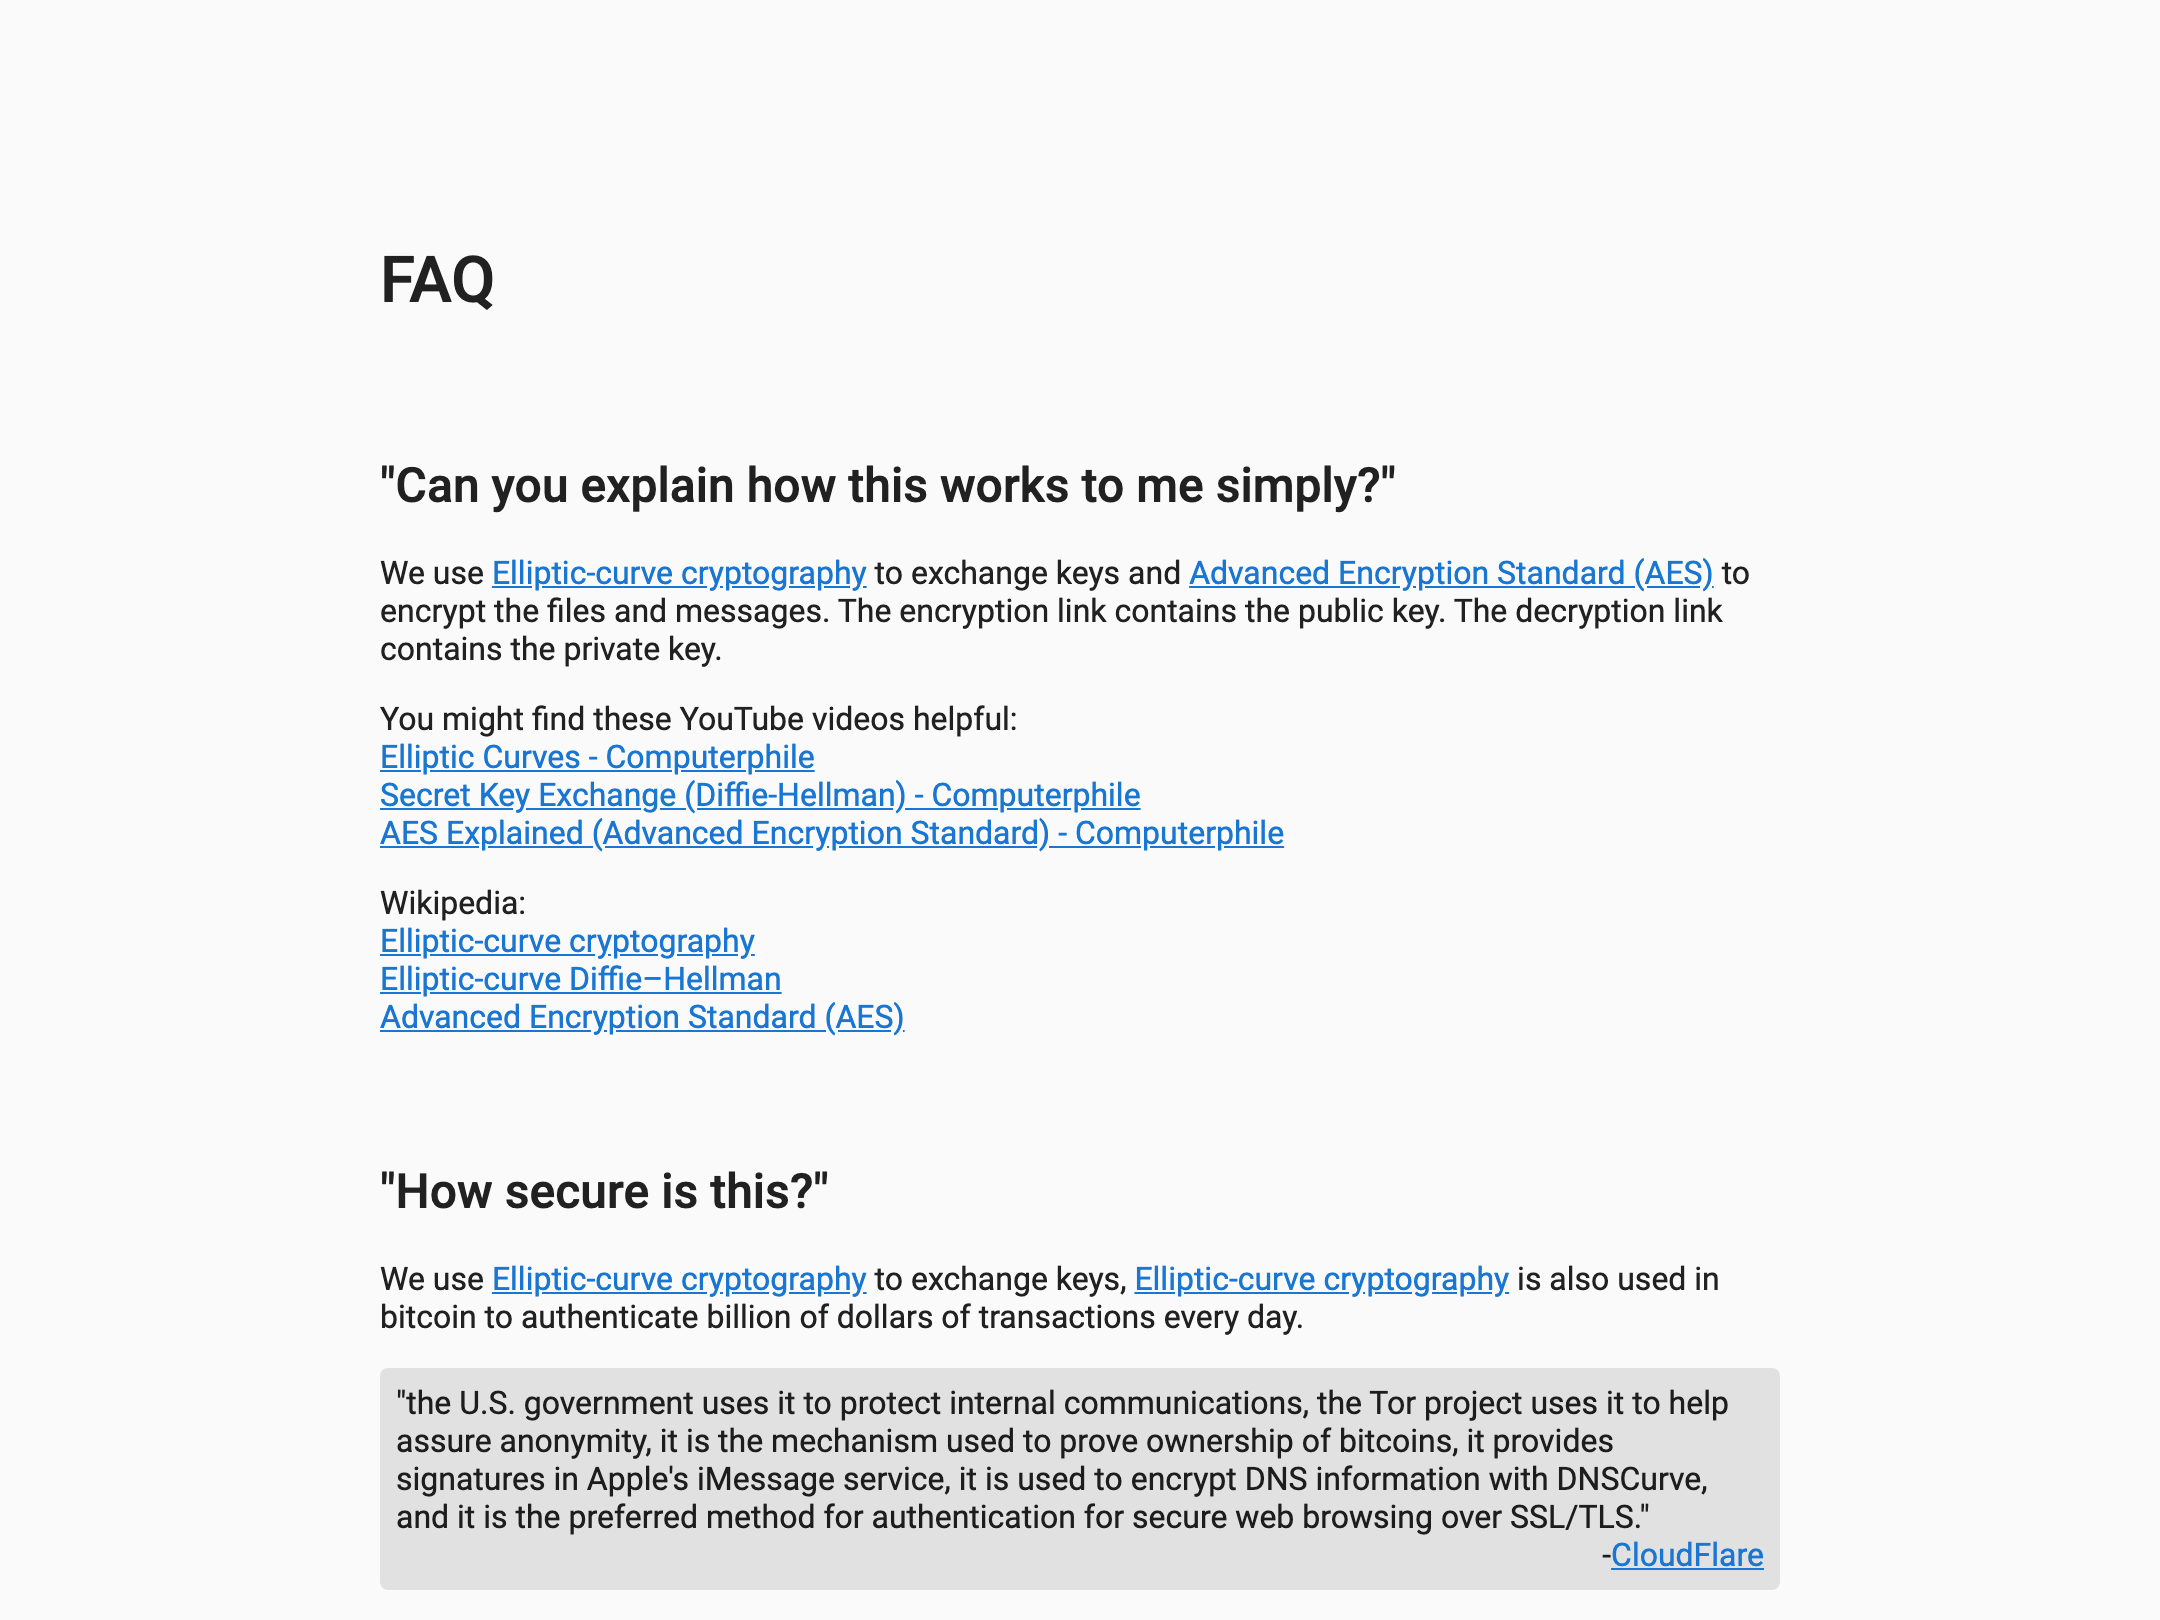 FAQ
"Can you explain how this works to me simply?"
We use Elliptic-curve cryptography to exchange keys and Advanced Encryption Standard (AES) to
encrypt the files and messages. The encryption link contains the public key. The decryption link
contains the private key.
You might find these YouTube videos helpful:
Elliptic Curves - Computerphile
Secret Key Exchange (Diffie-Hellman) - Computerphile
AES Explained (Advanced Encryption Standard) - Computerphile
Wikipedia:
Elliptic-curve cryptography
Elliptic-curve Diffie–Hellman
Advanced Encryption Standard (AES)
"How secure is this?"
We use Elliptic-curve cryptography to exchange keys, Elliptic-curve cryptography is also used in
bitcoin to authenticate billion of dollars of transactions every day.
"the U.S. government uses it to protect internal communications, the Tor project uses it to help
assure anonymity, it is the mechanism used to prove ownership of bitcoins, it provides
signatures in Apple's iMessage service, it is used to encrypt DNS information with DNSCurve,
and it is the preferred method for authentication for secure web browsing over SSL/TLS."
-CloudFlare